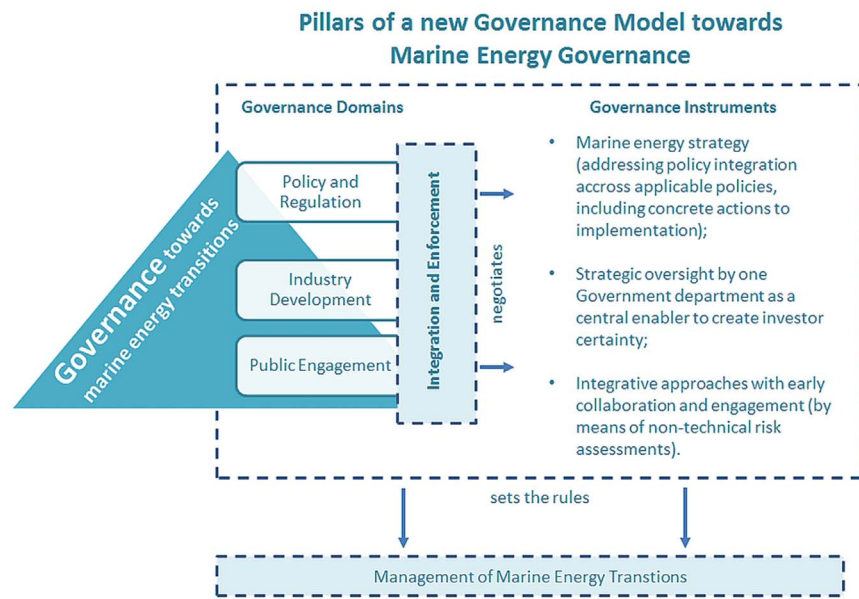 Pillars of a new Governance Model towards
Marine Energy Governance
Governance Domains
Governance towards
marine energy transitions
Policy and
Regulation
Industry
Development
Public Engagement
Integration and Enforcement
negotiates
Governance Instruments
• Marine energy strategy
(addressing policy integration
accross applicable policies,
including concrete actions to
implementation);
• Strategic oversight by one
Government department as a
central enabler to create investor
certainty;
• Integrative approaches with early
collaboration and engagement (by
means of non-technical risk
assessments).
sets the rules
Management of Marine Energy Transtions